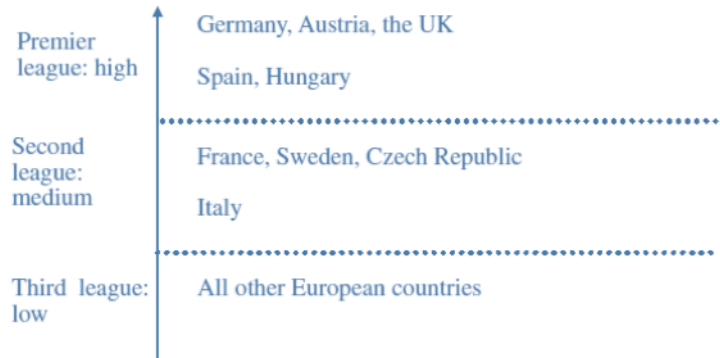 Premier
league: high
Germany, Austria, the UK
Spain, Hungary
Second
league:
medium
France, Sweden, Czech Republic
Italy
Third league:
low
All other European countries